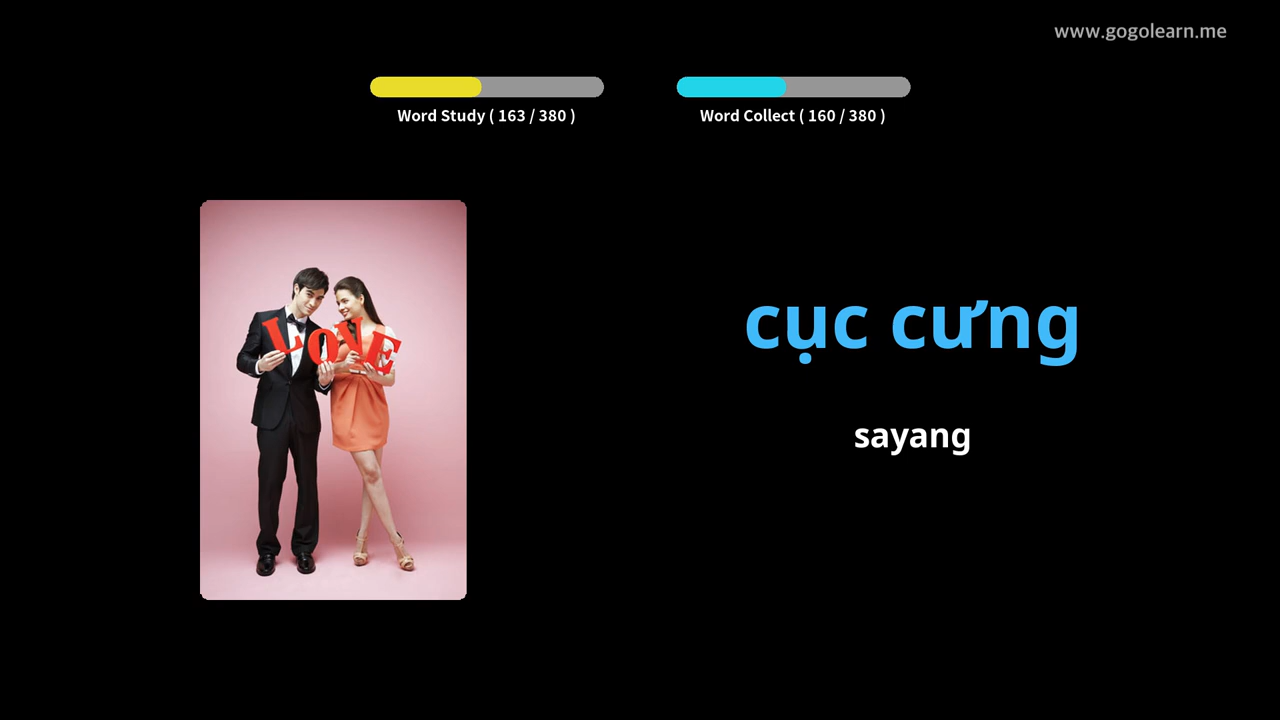 www.gogolearn.me
Word Study ( 163 / 380 )
Word Collect ( 160 / 380 )
LOVE
cục cưng
sayang